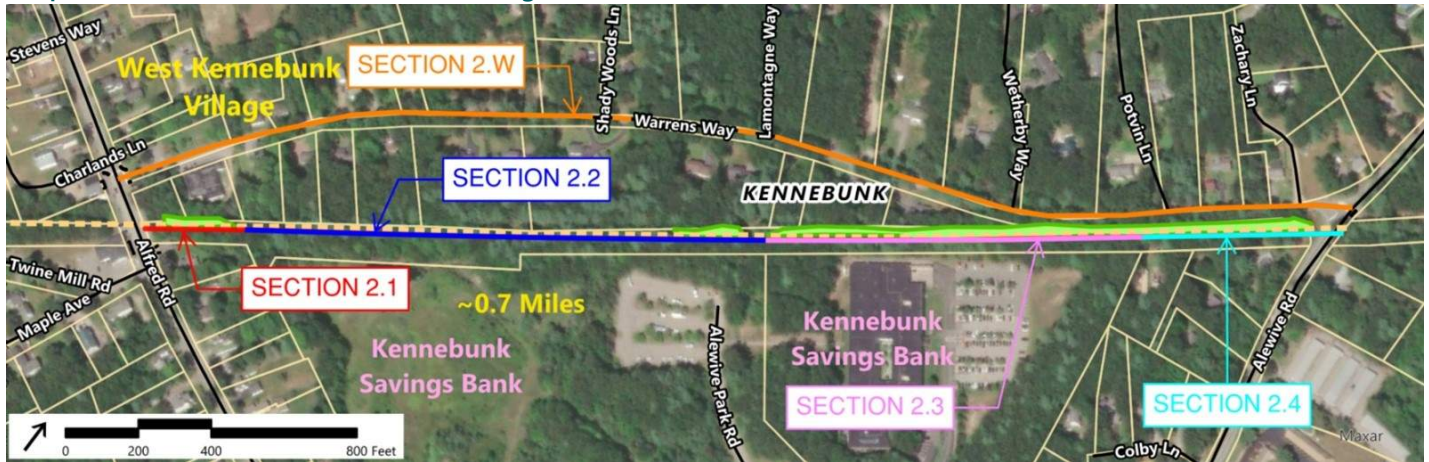 Stevens Way
West Kennebunk
Village
SECTION 2.W
Shady Woods Ln
Lamontagne Way
Warrens Way
Wetherby Way
Potvin Ln
Zachary Ln
Charlands Ln
SECTION 2.2
KENNEBUNK
Twine Mill Rd
Maple Ave
Alfred Rd
SECTION 2.1
~0.7 Miles
Kennebunk
Savings Bank
Alewive Park Rd
Kennebunk
Savings Bank
SECTION 2.3
SECTION 2.4
Alewive Rd
Colby Ln
Maxar
0 200 400 800 Feet